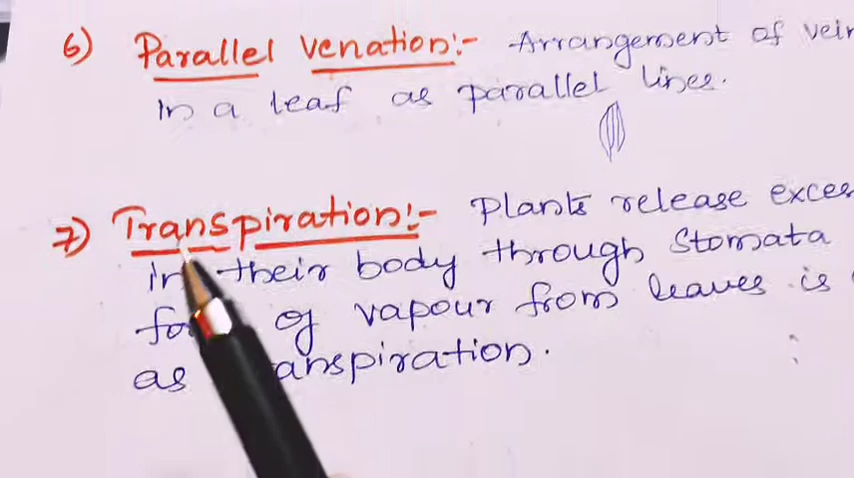 6) Parallel venation:- Arrangement of
in a leaf as parallel lines.
7) Transpiration:- Plants release
in their body through Stomata
of vapour from leaves is
as